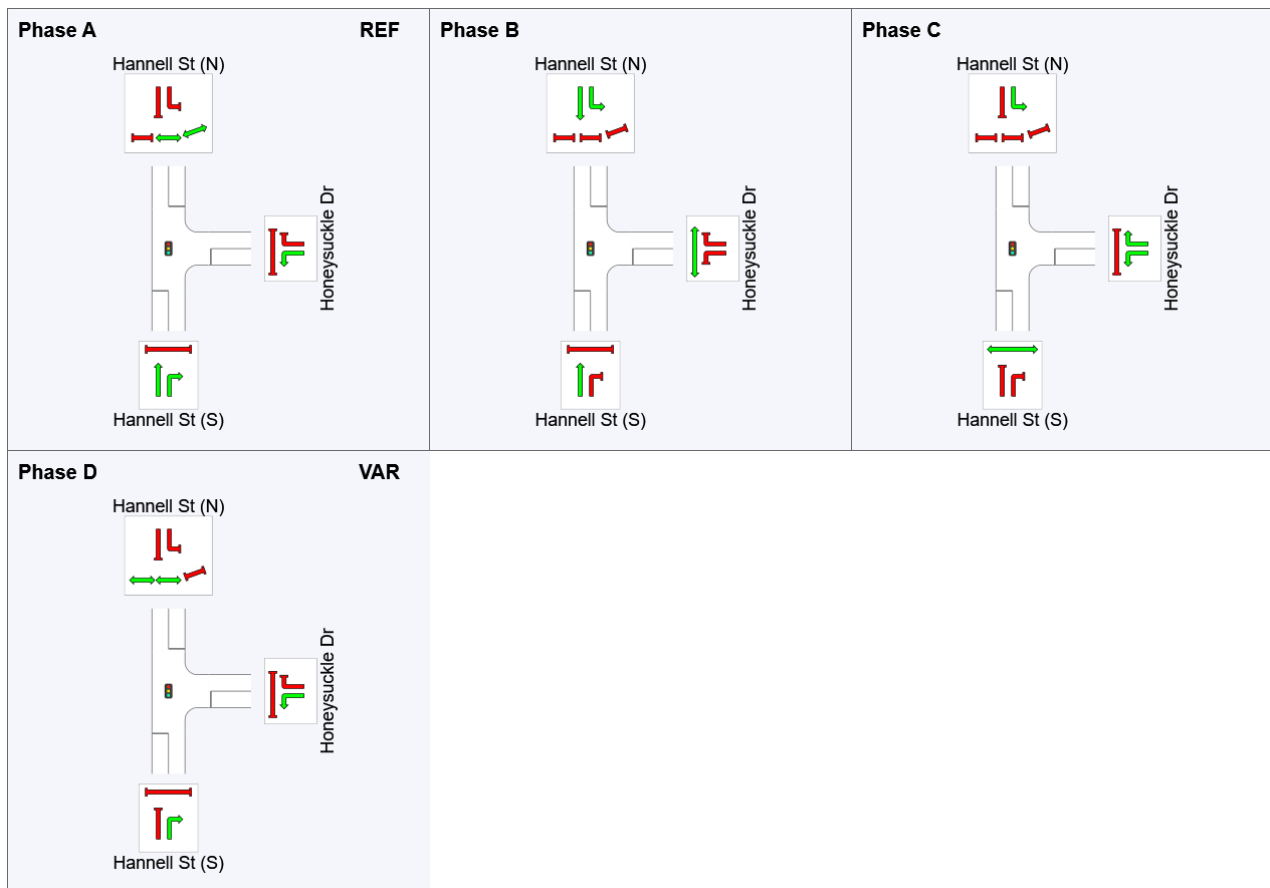 Phase A REF
Hannell St (N)
Honeysuckle Dr
Hannell St (S)
Phase B
Hannell St (N)
Honeysuckle Dr
Hannell St (S)
Phase C
Hannell St (N)
Honeysuckle Dr
Hannell St (S)
Phase D VAR
Hannell St (N)
Honeysuckle Dr
Hannell St (S)